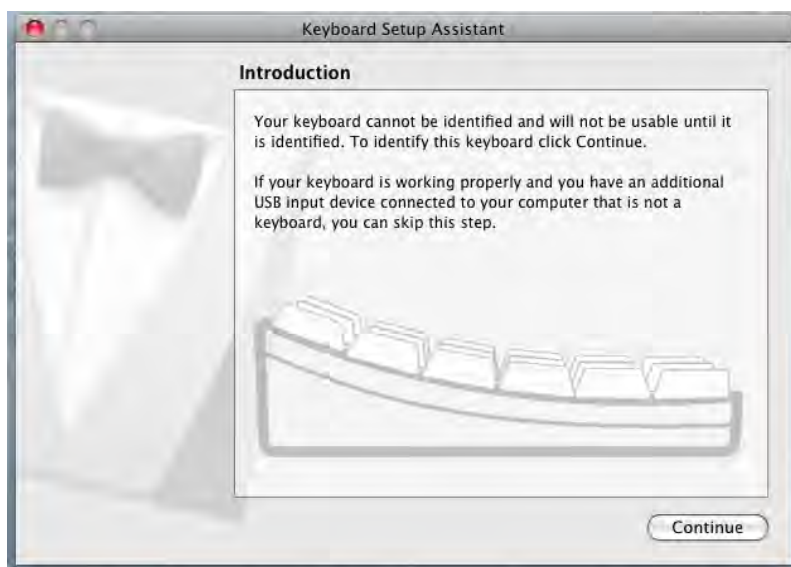 Keyboard Setup Assistant
Introduction
Your keyboard cannot be identified and will not be usable until it
is identified. To identify this keyboard click Continue.
If your keyboard is working properly and you have an additional
USB input device connected to your computer that is not a
keyboard, you can skip this step.
Continue